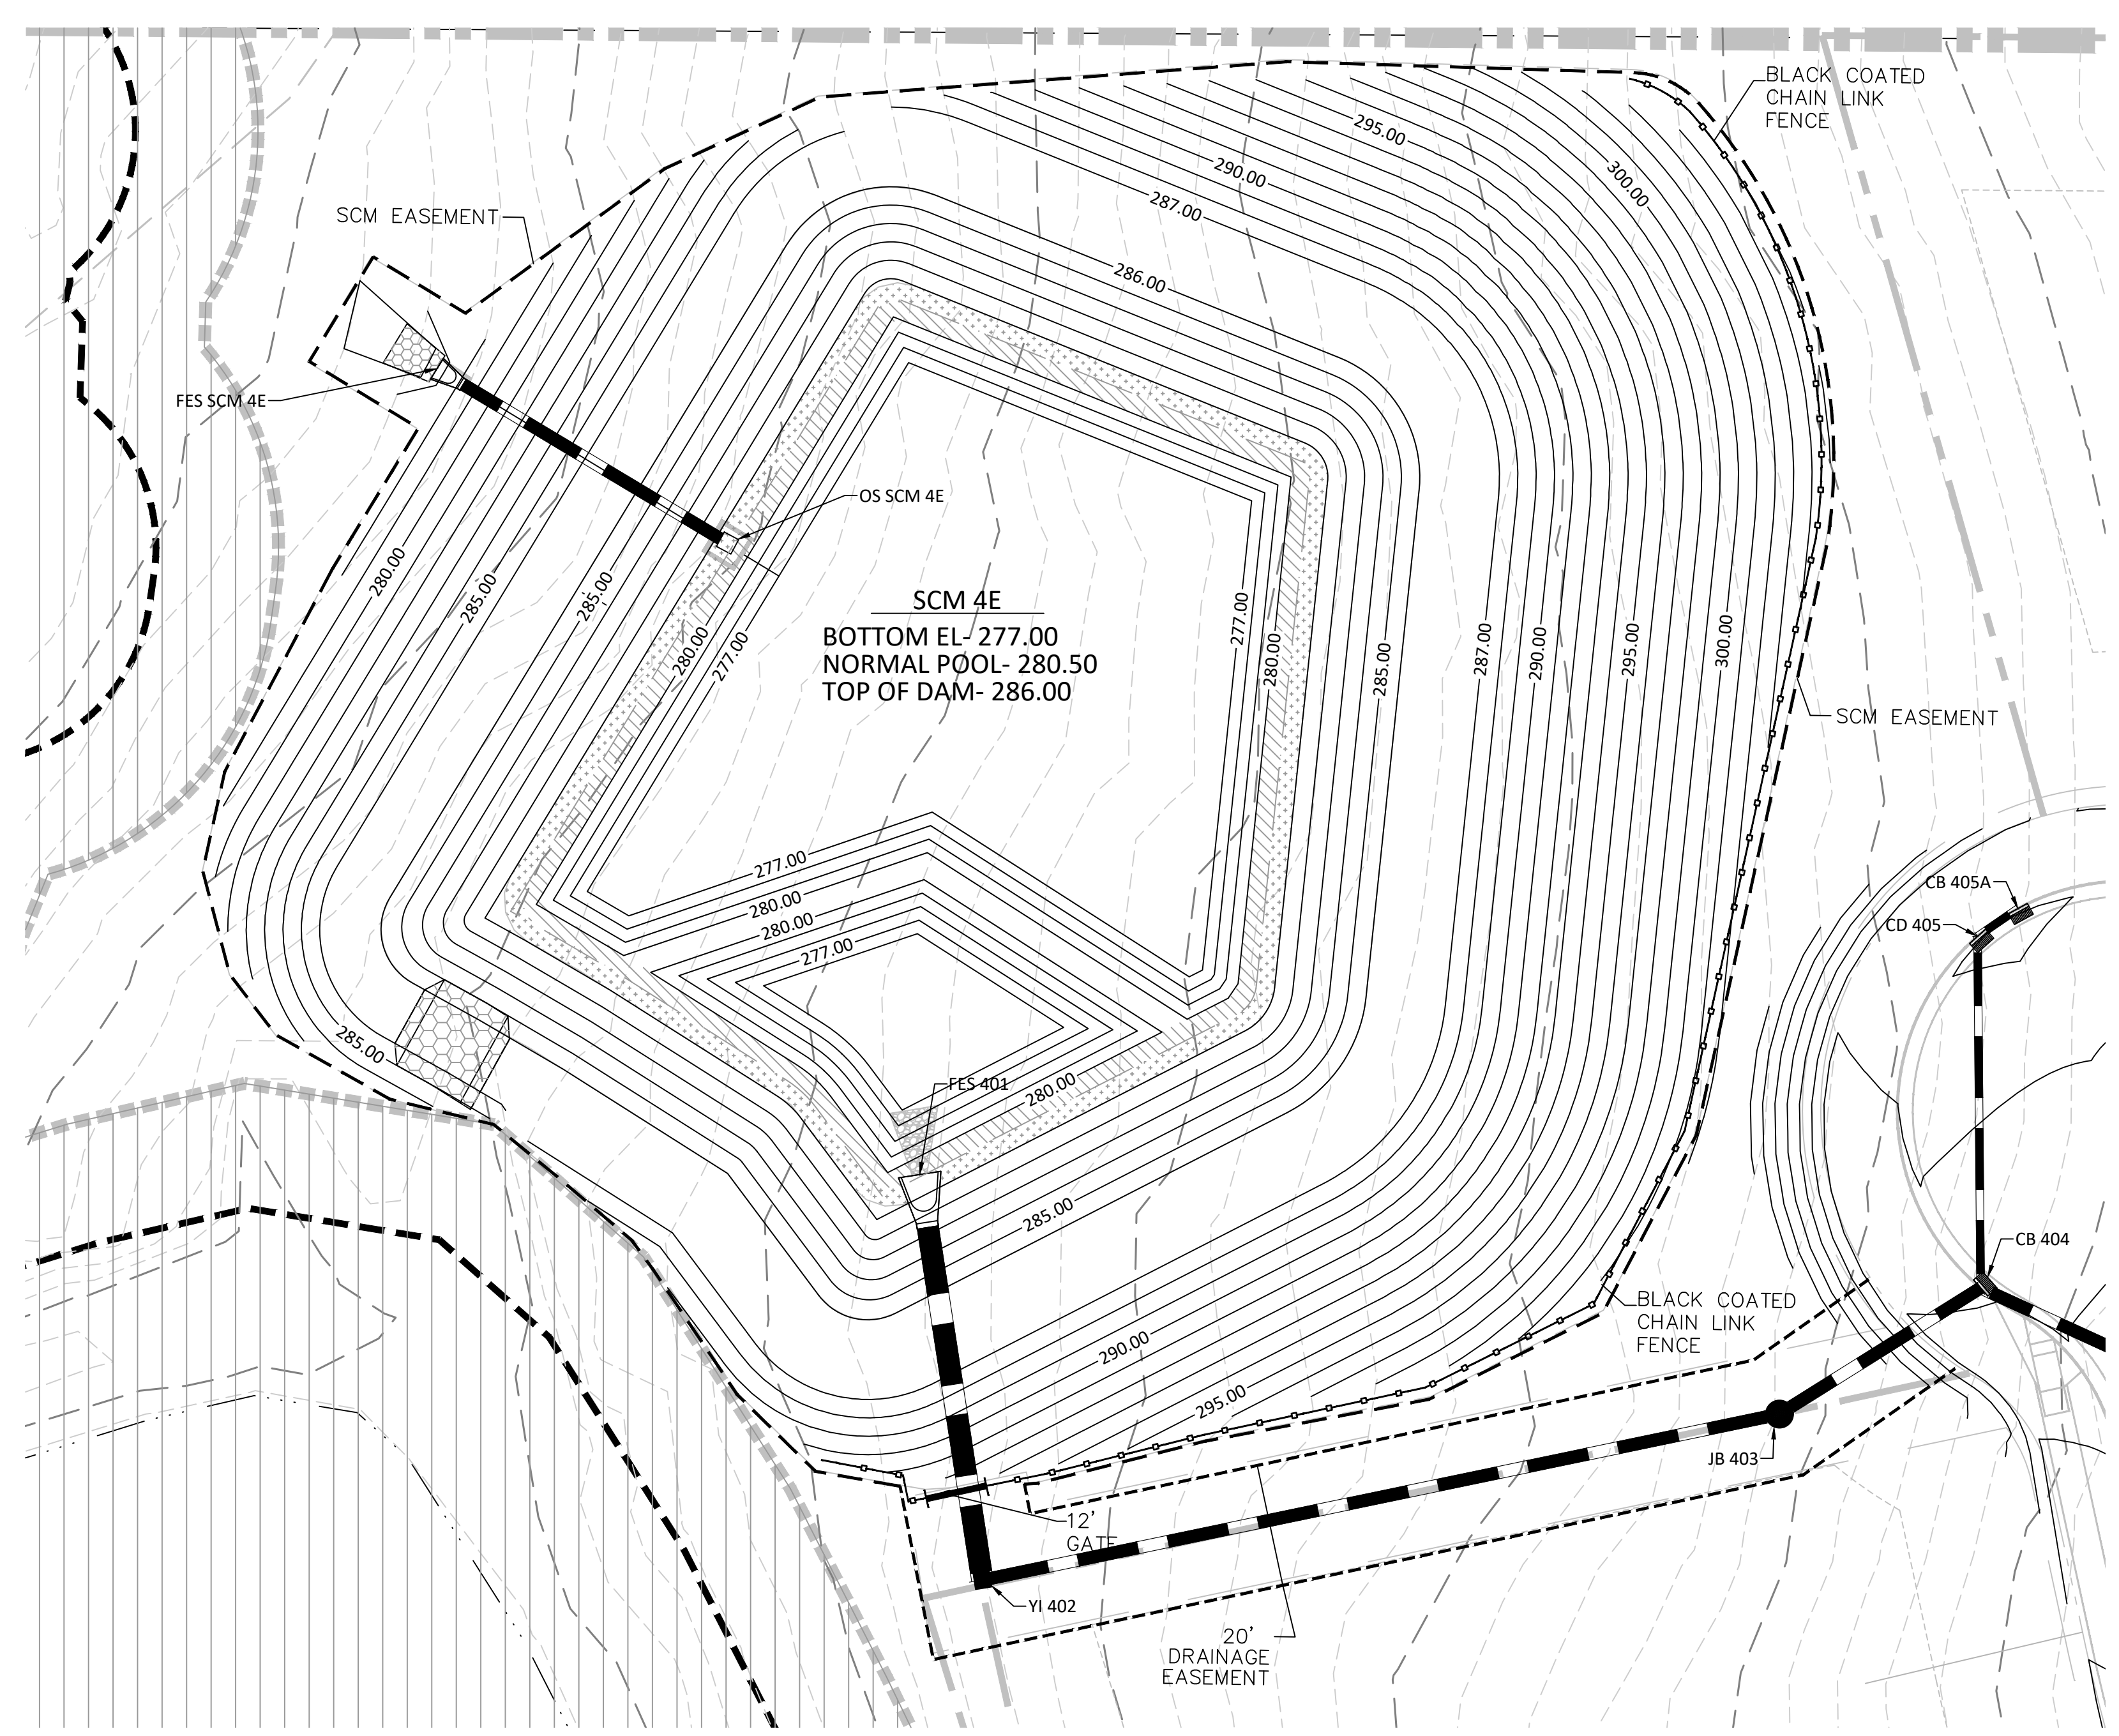 BLACK COATED
CHAIN LINK
FENCE
295.00
290.00
300.00
287.00
SCM EASEMENT
286.00
FES SCM 4E
OS SCM 4E
280.00
285.00
285.00
280.00
277.00
SCM 4E
BOTTOM EL- 277.00
NORMAL POOL- 280.50
TOP OF DAM- 286.00
277.00
280.00
285.00
287.00
290.00
295.00
300.00
SCM EASEMENT
277.00
280.00
280.00
277.00
CB 405A
CD 405
285.00
FES 401
280.00
285.00
CB 404
BLACK COATED
CHAIN LINK
FENCE
290.00
295.00
JB 403
12'
GATE
YI 402
20'
DRAINAGE
EASEMENT